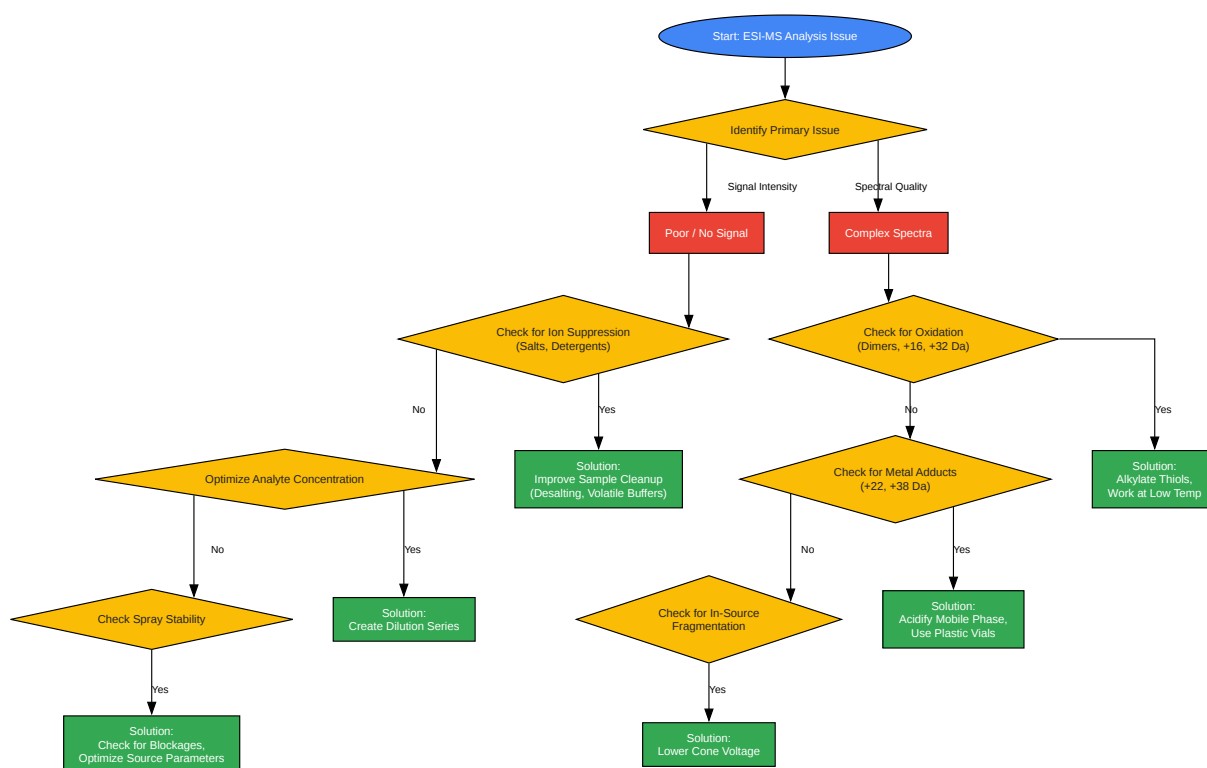 Start: ESI-MS Analysis Issue
Identify Primary Issue
Signal Intensity
Spectral Quality
Poor / No Signal
Complex Spectra
Check for Ion Suppression
(Salts, Detergents)
Check for Oxidation
(Dimers, +16, +32 Da)
No
Yes
No
Yes
Optimize Analyte Concentration
Solution:
Improve Sample Cleanup
(Desalting, Volatile Buffers)
Check for Metal Adducts
(+22, +38 Da)
Solution:
Alkylate Thiols,
Work at Low Temp
No
Yes
No
Yes
Check Spray Stability
Solution:
Create Dilution Series
Check for In-Source
Fragmentation
Solution:
Acidify Mobile Phase,
Use Plastic Vials
Yes
Yes
Solution:
Check for Blockages,
Optimize Source Parameters
Solution:
Lower Cone Voltage